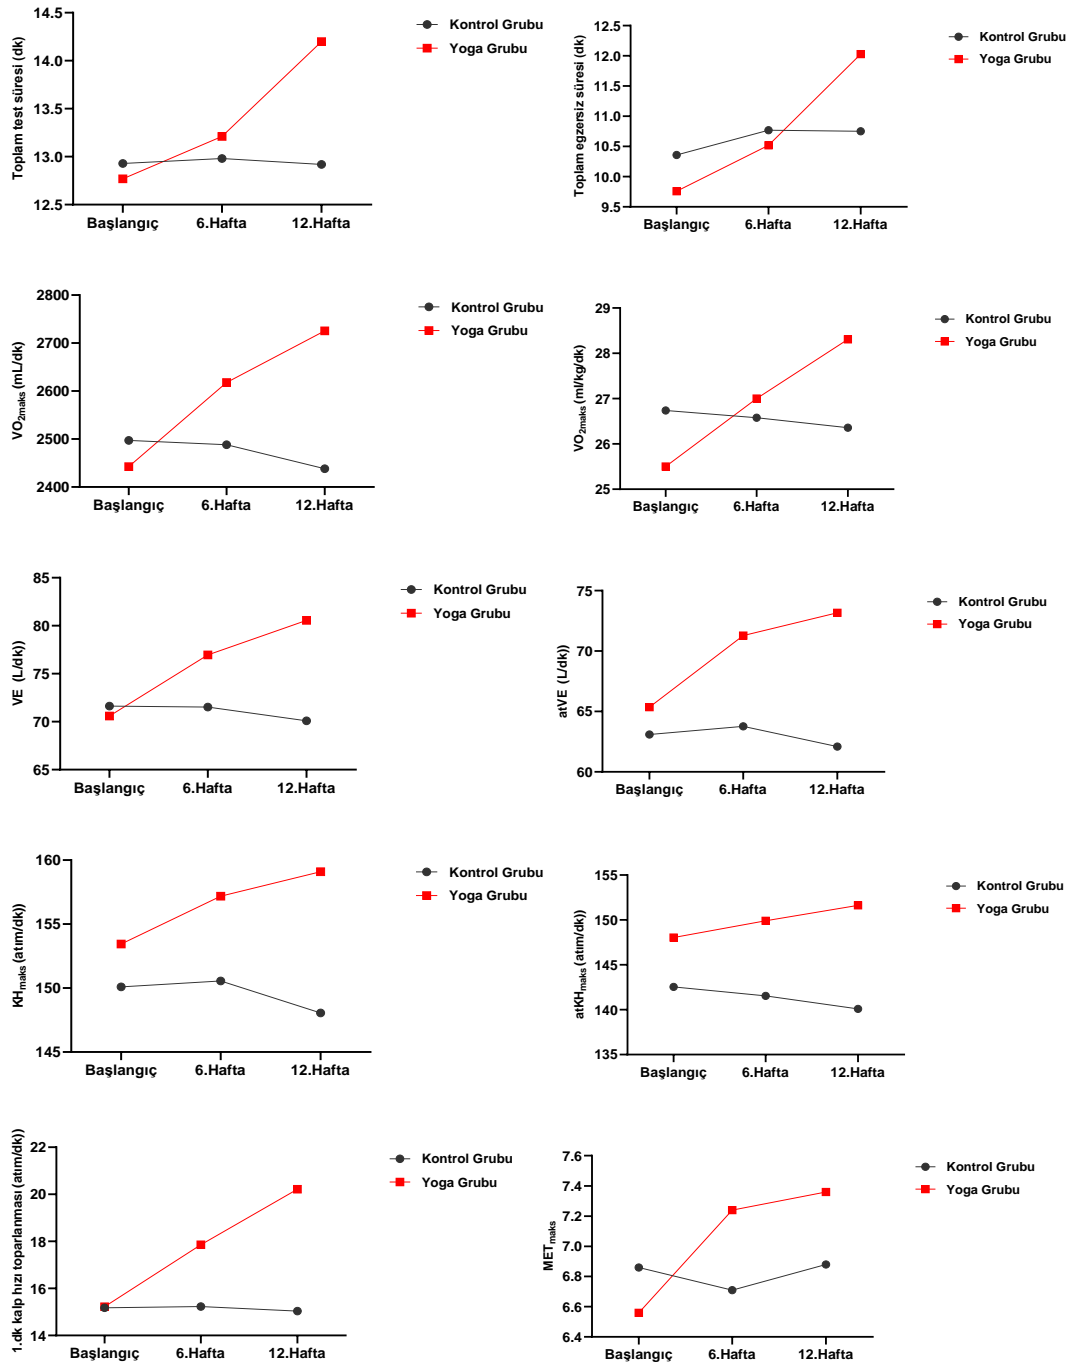 Toplam test süresi (dk)
14.5
14.0
13.5
13.0
12.5
Başlangıç 6.Hafta 12.Hafta
Kontrol Grubu
Yoga Grubu
Toplam egzersiz süresi (dk)
12.5
12.0
11.5
11.0
10.5
10.0
9.5
Başlangıç 6.Hafta 12.Hafta
Kontrol Grubu
Yoga Grubu
VO2maks (mL/dk)
2800
2700
2600
2500
2400
Başlangıç 6.Hafta 12.Hafta
Kontrol Grubu
Yoga Grubu
VO2maks (ml/kg/dk)
29
28
27
26
25
Başlangıç 6.Hafta 12.Hafta
Kontrol Grubu
Yoga Grubu
VE (L/dk))
85
80
75
70
65
Başlangıç 6.Hafta 12.Hafta
Kontrol Grubu
Yoga Grubu
atVE (L/dk))
75
70
65
60
Başlangıç 6.Hafta 12.Hafta
Kontrol Grubu
Yoga Grubu
KHmaks (atım/dk))
160
155
150
145
Başlangıç 6.Hafta 12.Hafta
Kontrol Grubu
Yoga Grubu
atKHmaks (atım/dk))
155
150
145
140
135
Başlangıç 6.Hafta 12.Hafta
Kontrol Grubu
Yoga Grubu
1.dk kalp hızı toparlanması (atım/dk))
22
20
18
16
14
Başlangıç 6.Hafta 12.Hafta
Kontrol Grubu
Yoga Grubu
METmaks
7.6
7.4
7.2
7.0
6.8
6.6
6.4
Başlangıç 6.Hafta 12.Hafta
Kontrol Grubu
Yoga Grubu